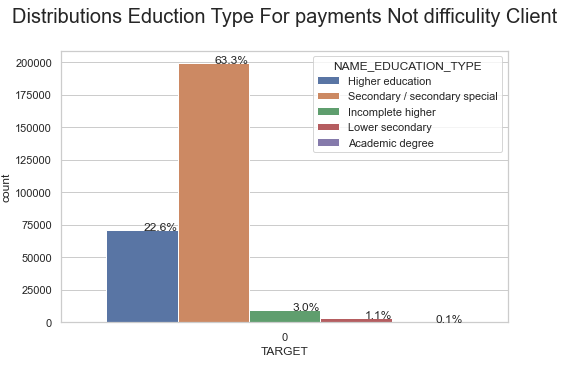 Distributions Eduction Type For payments Not difficulity Client
200000
175000
150000
125000
100000
75000
50000
25000
0
count
63.3%
22.6%
3.0%
1.1%
0.1%
NAME_EDUCATION_TYPE
Higher education
Secondary / secondary special
Incomplete higher
Lower secondary
Academic degree
0
TARGET